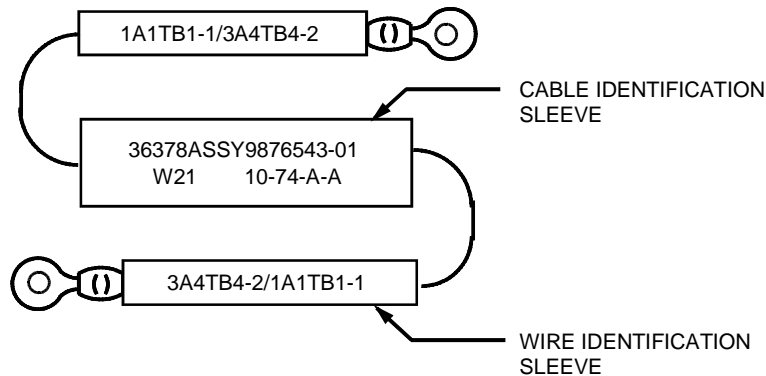 1A1TB1-1/3A4TB4-2
CABLE IDENTIFICATION
SLEEVE
36378ASSY9876543-01
W21 10-74-A-A
3A4TB4-2/1A1TB1-1
WIRE IDENTIFICATION
SLEEVE